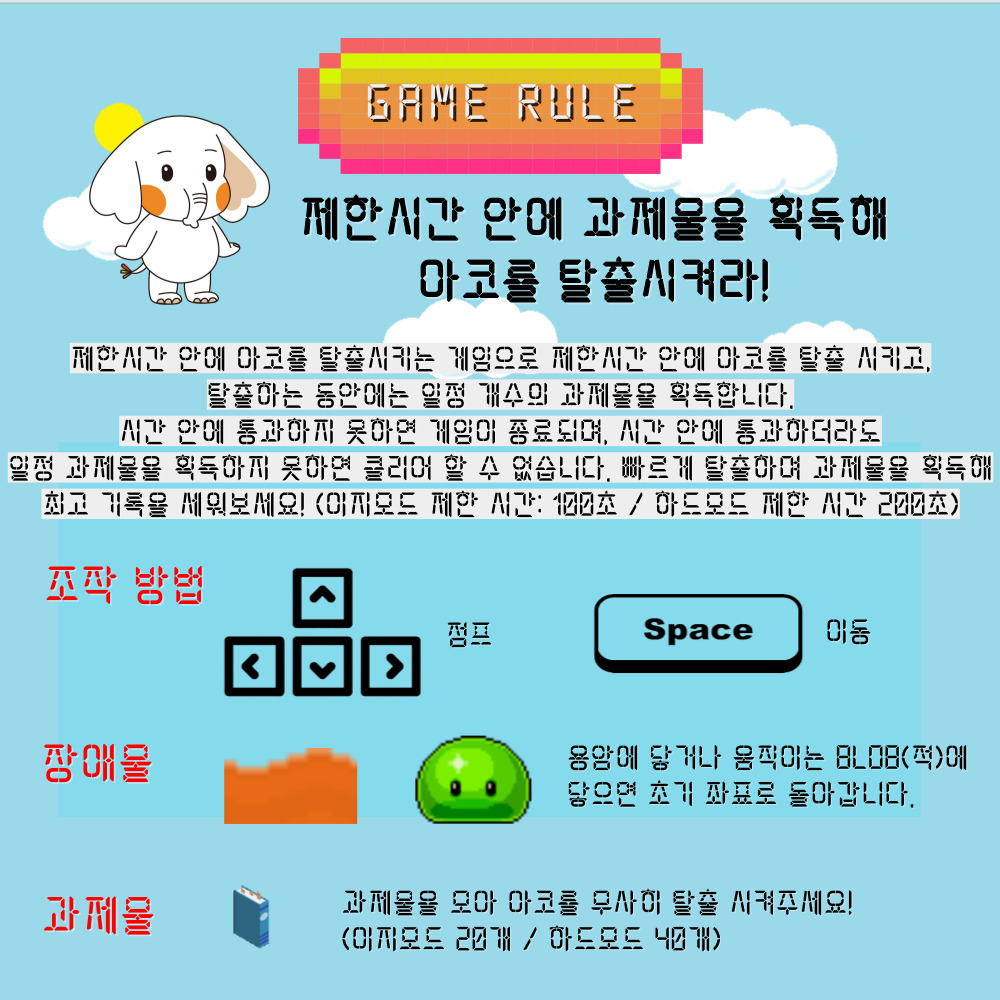 GAME RULE
제한시간 안에 과제물을 획득해
아코를 탈출시켜라!
제한시간 안에 아코를 탈출시키는 게임으로 제한시간 안에 아코를 탈출 시키고,
탈출하는 동안에는 일정 개수의 과제물을 획득합니다.
시간 안에 통과하지 못하면 게임이 종료되며, 시간 안에 통과하더라도
일정 과제물을 획득하지 못하면 클리어 할 수 없습니다. 빠르게 탈출하며 과제물을 획득해
최고 기록을 세워보세요! (이지모드 제한 시간: 100초 / 하드모드 제한 시간 200초)
조작 방법
점프
Space
이동
장애물
용암에 닿거나 움직이는 BLOB(적)에
닿으면 초기 좌표로 돌아갑니다.
과제물
과제물을 모아 아코를 무사히 탈출 시켜주세요!
(이지모드 20개 / 하드모드 40개)